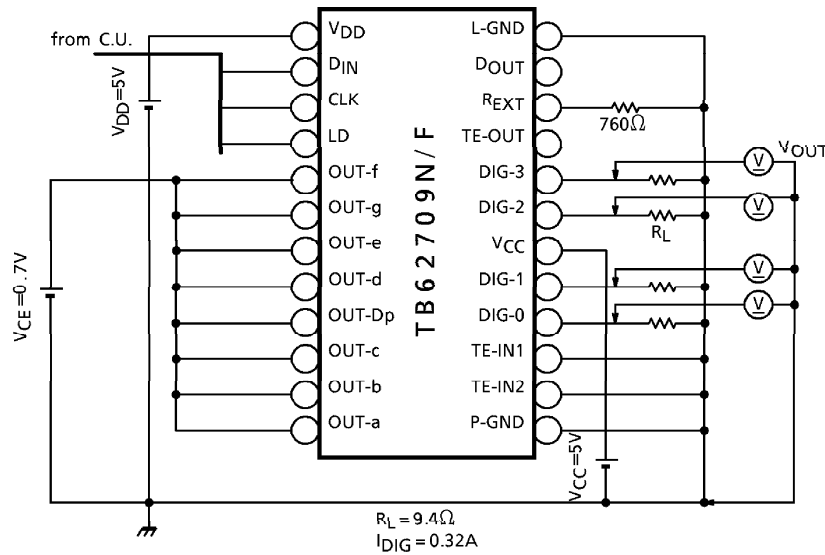 from C.U.
VDD=5V
VCE=0.7V
VDD
DIN
CLK
LD
OUT-f
OUT-g
OUT-e
OUT-d
OUT-Dp
OUT-c
OUT-b
OUT-a
TB62709N/F
L-GND
DOUT
REXT
TE-OUT
DIG-3
DIG-2
VCC
DIG-1
DIG-0
TE-IN1
TE-IN2
P-GND
760Ω
RL
VOUT
V
V
V
V
VCC=5V
RL=9.4Ω
IDIG=0.32A